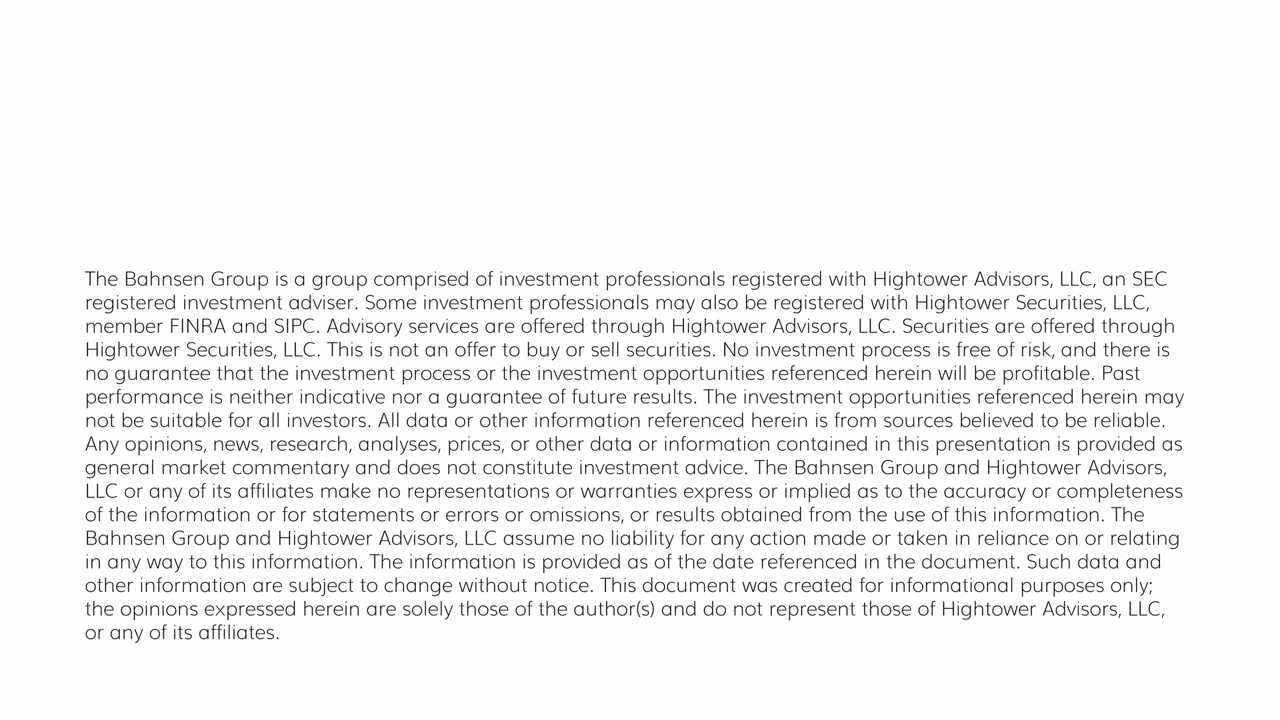 The Bahnsen Group is a group comprised of investment professionals registered with Hightower Advisors, LLC, an SEC
registered investment adviser. Some investment professionals may also be registered with Hightower Securities, LLC,
member FINRA and SIPC. Advisory services are offered through Hightower Advisors, LLC. Securities are offered through
Hightower Securities, LLC. This is not an offer to buy or sell securities. No investment process is free of risk, and there is
no guarantee that the investment process or the investment opportunities referenced herein will be profitable. Past
performance is neither indicative nor a guarantee of future results. The investment opportunities referenced herein may
not be suitable for all investors. All data or other information referenced herein is from sources believed to be reliable.
Any opinions, news, research, analyses, prices, or other data or information contained in this presentation is provided as
general market commentary and does not constitute investment advice. The Bahnsen Group and Hightower Advisors,
LLC or any of its affiliates make no representations or warranties express or implied as to the accuracy or completeness
of the information or for statements or errors or omissions, or results obtained from the use of this information. The
Bahnsen Group and Hightower Advisors, LLC assume no liability for any action made or taken in reliance on or relating
in any way to this information. The information is provided as of the date referenced in the document. Such data and
other information are subject to change without notice. This document was created for informational purposes only;
the opinions expressed herein are solely those of the author(s) and do not represent those of Hightower Advisors, LLC,
or any of its affiliates.